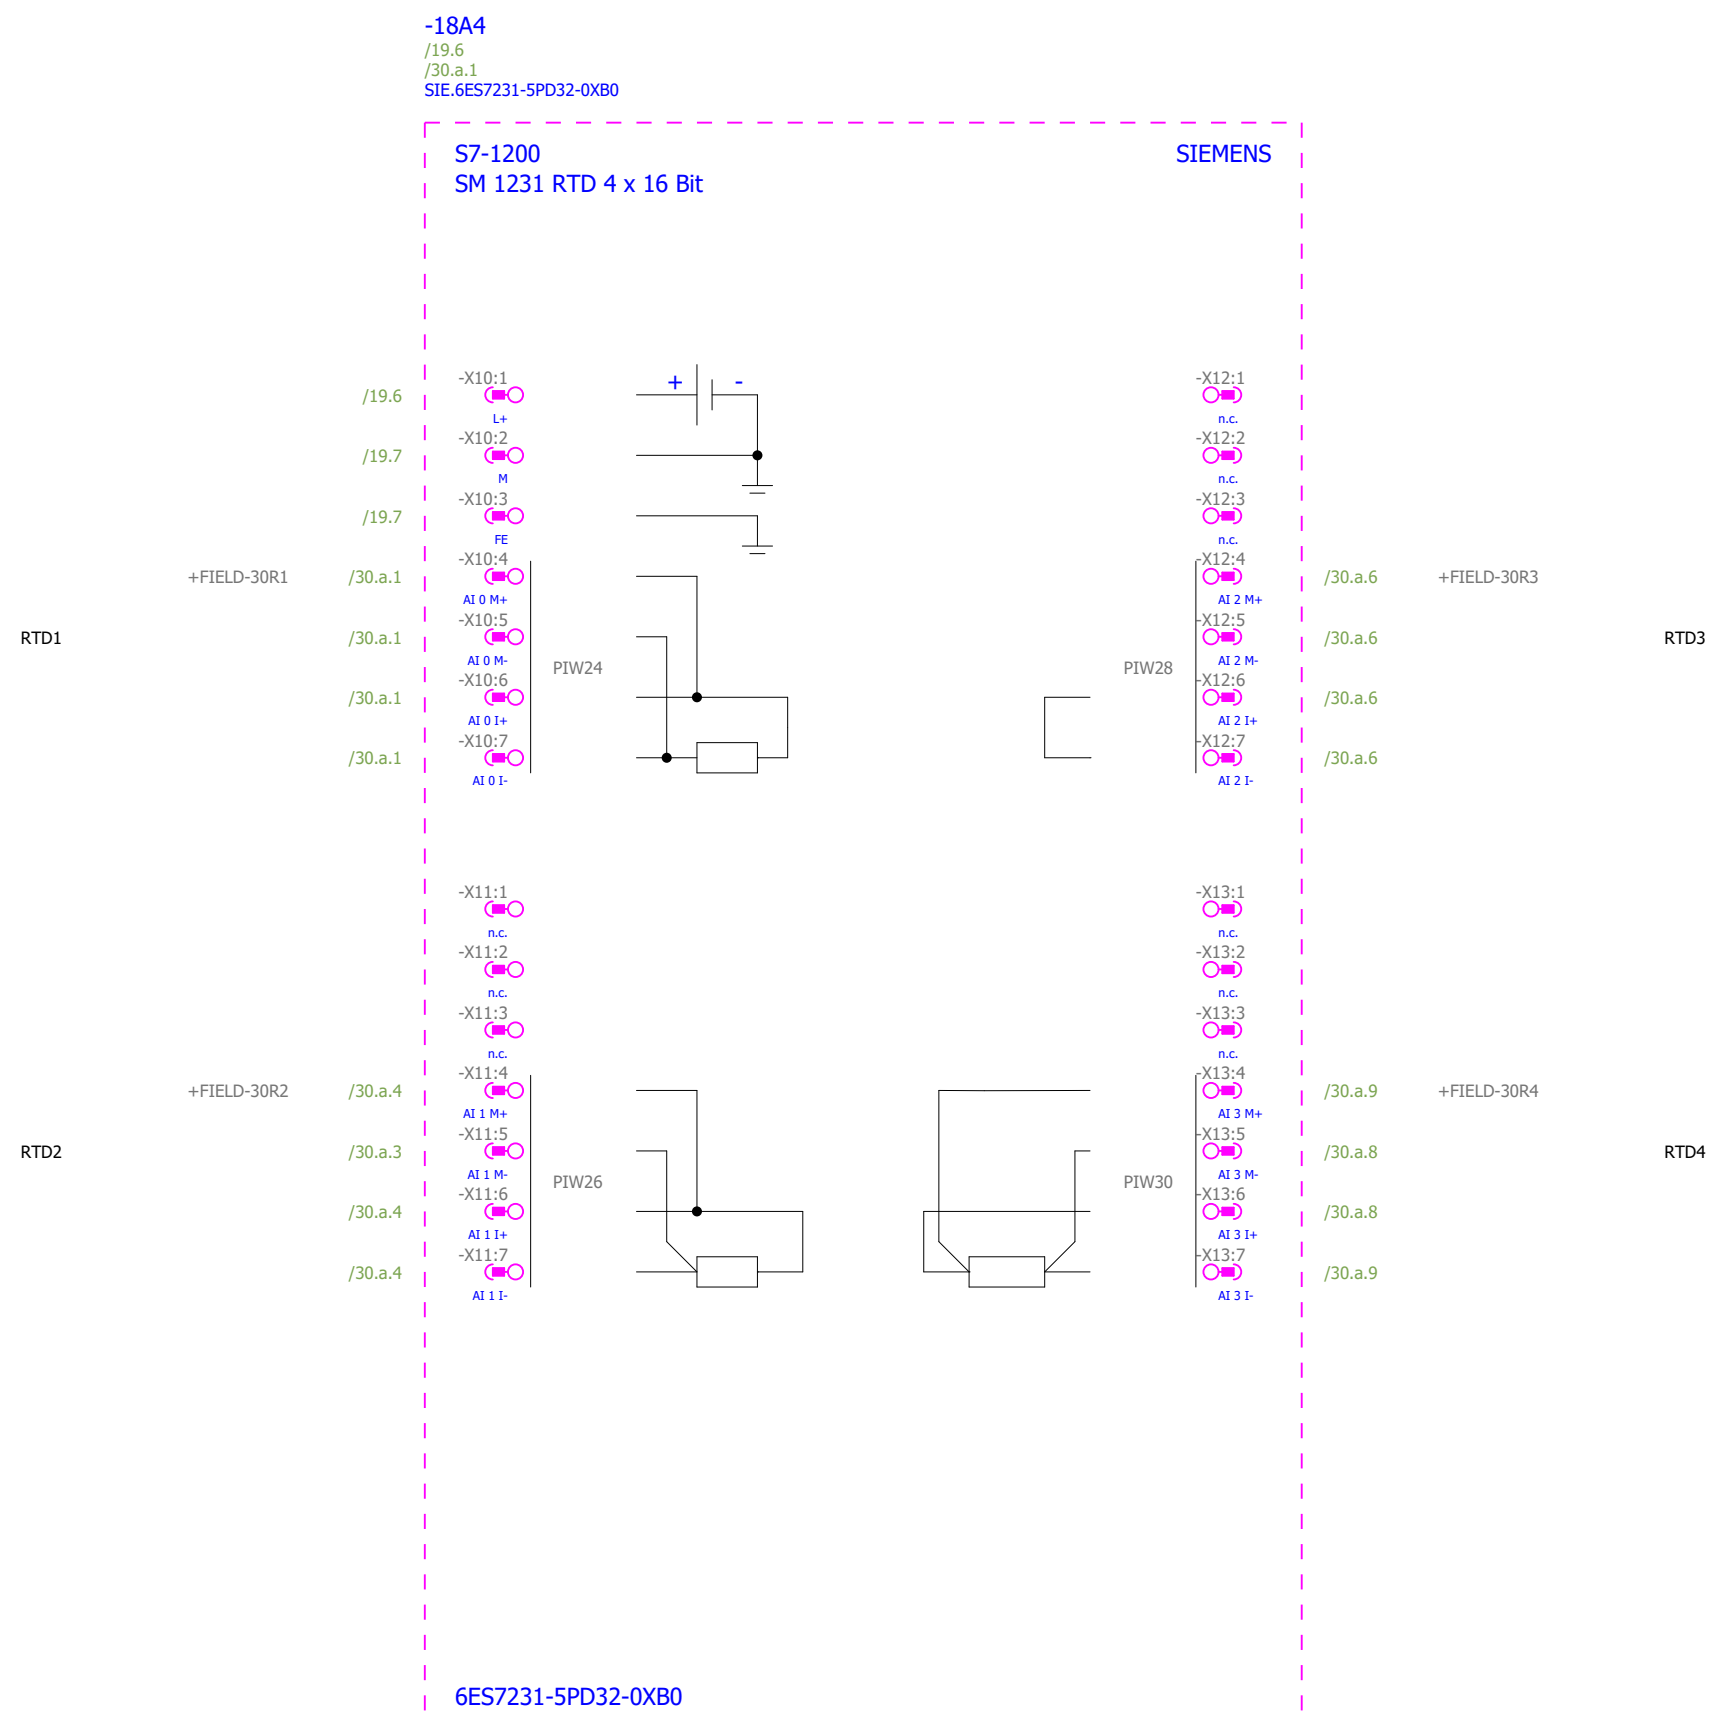 -18A4
/19.6
/30.a.1
SIE.6ES7231-5PD32-0XB0
S7-1200
SIEMENS
SM 1231 RTD 4 x 16 Bit
-X10:1
/19.6
+ -
L+
-X10:2
/19.7
M
-X10:3
/19.7
FE
-X10:4
+FIELD-30R1
/30.a.1
AI 0 M+
-X10:5
RTD1
/30.a.1
AI 0 M-
PIW24
-X10:6
/30.a.1
AI 0 I+
-X10:7
/30.a.1
AI 0 I-
-X12:1
n.c.
-X12:2
n.c.
-X12:3
n.c.
-X12:4
/30.a.6
+FIELD-30R3
AI 2 M+
-X12:5
/30.a.6
RTD3
AI 2 M-
PIW28
-X12:6
/30.a.6
AI 2 I+
-X12:7
/30.a.6
AI 2 I-
-X11:1
n.c.
-X11:2
n.c.
-X11:3
n.c.
-X11:4
+FIELD-30R2
/30.a.4
AI 1 M+
-X11:5
RTD2
/30.a.3
AI 1 M-
PIW26
-X11:6
/30.a.4
AI 1 I+
-X11:7
/30.a.4
AI 1 I-
-X13:1
n.c.
-X13:2
n.c.
-X13:3
n.c.
-X13:4
/30.a.9
+FIELD-30R4
AI 3 M+
-X13:5
/30.a.8
RTD4
AI 3 M-
PIW30
-X13:6
/30.a.8
AI 3 I+
-X13:7
/30.a.9
AI 3 I-
6ES7231-5PD32-0XB0